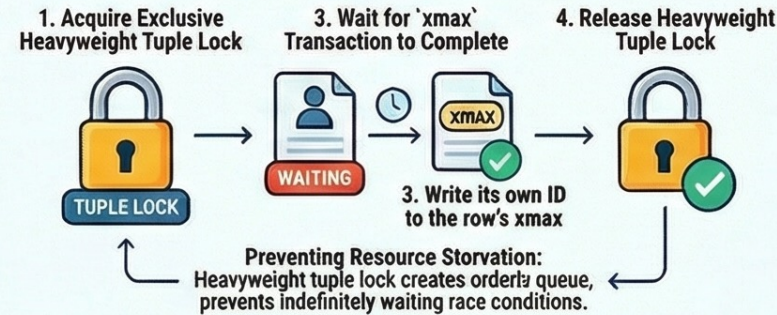 1. Acquire Exclusive
Heavyweight Tuple Lock
TUPLE LOCK
3. Wait for `xmax`
Transaction to Complete
WAITING
XMAX
3. Write its own ID
to the row's xmax
4. Release Heavyweight
Tuple Lock
Preventing Resource Storvation:
Heavyweight tuple lock creates orderly queue,
prevents indefinitely waiting race conditions.